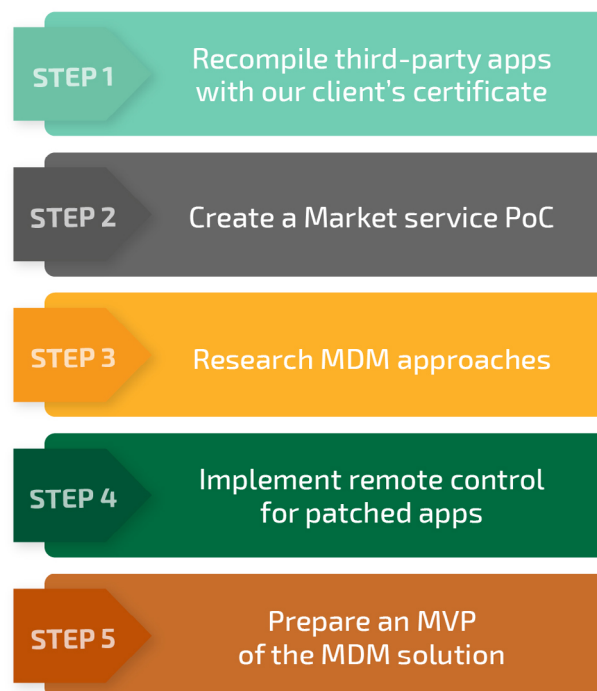 STEP 1
Recompile third-party apps
with our client's certificate
STEP 2
Create a Market service PoC
STEP 3
Research MDM approaches
STEP 4
Implement remote control
for patched apps
STEP 5
Prepare an MVP
of the MDM solution